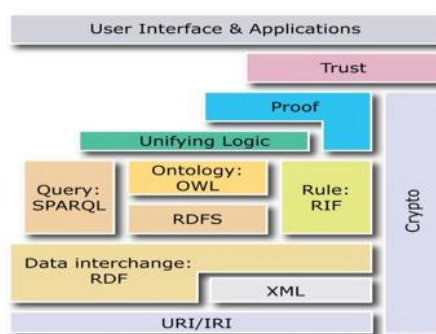 User Interface & Applications
Trust
Proof
Unifying Logic
Query:
SPARQL
Ontology:
OWL
RDFS
Rule:
RIF
Crypto
Data interchange:
RDF
XML
URI/IRI